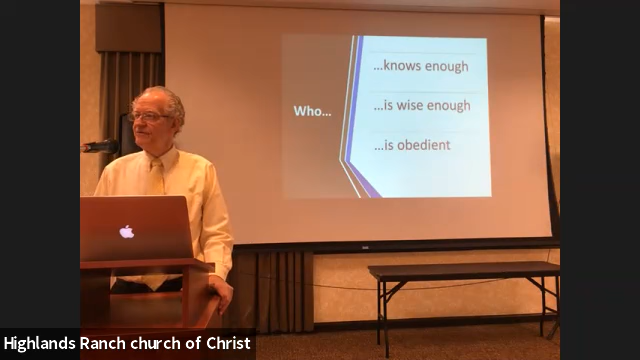 Who...
...knows enough
...is wise enough
...is obedient
Highlands Ranch church of Christ